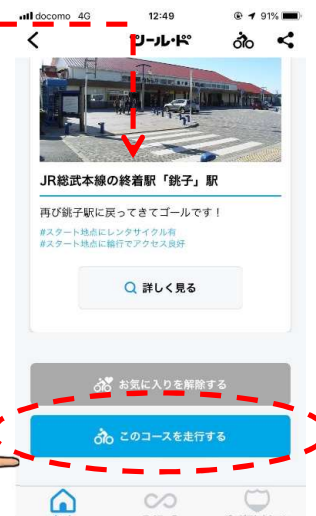 docomo 4G 12:49 91%
ツール・ド
JR総武本線の終着駅「銚子」駅
再び銚子駅に戻ってきてゴールです！
#スタート地点にレンタサイクル有
#スタート地点に輪行でアクセス良好
詳しく見る
お気に入りを解除する
このコースを走行する